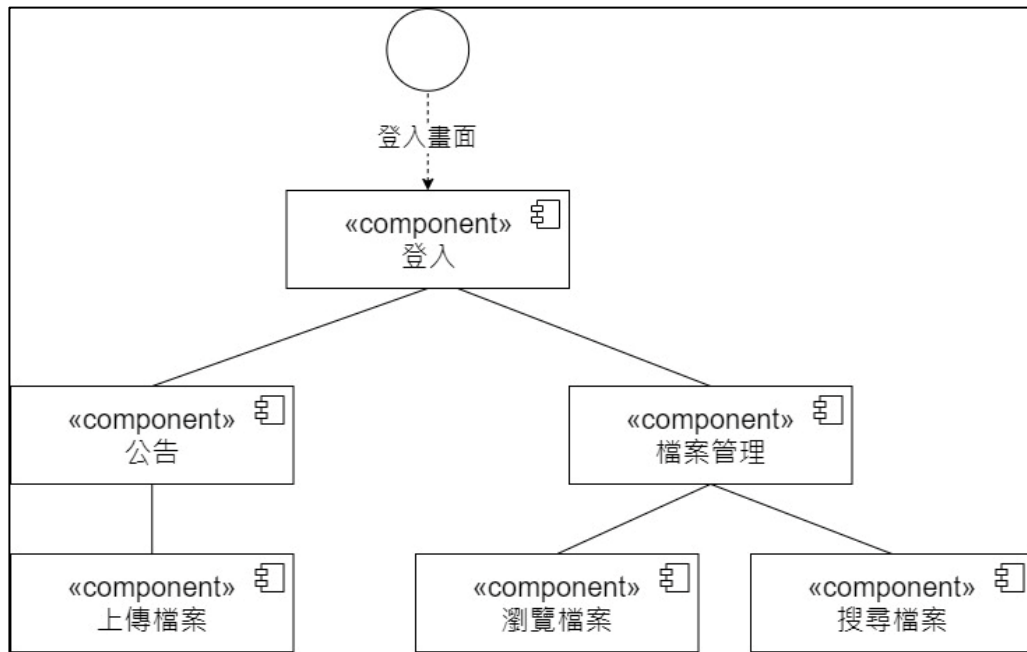 登入畫面
«component»
登入
«component»
公告
«component»
檔案管理
«component»
上傳檔案
«component»
瀏覽檔案
«component»
搜尋檔案